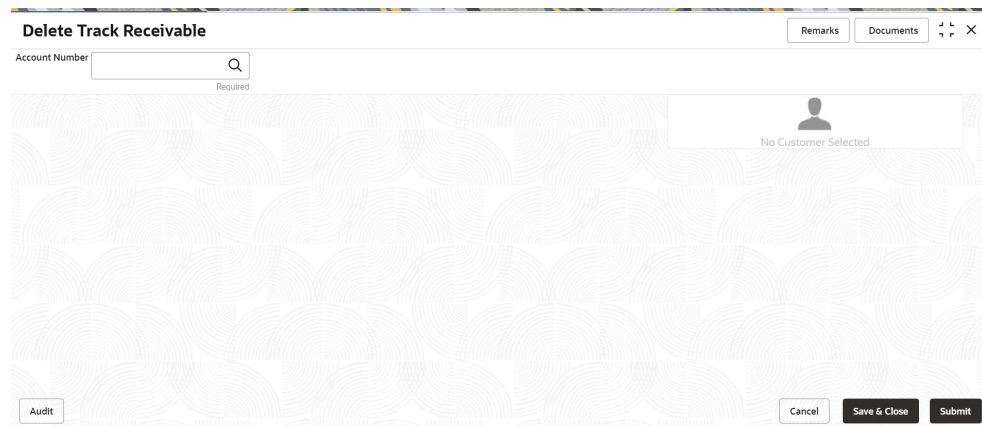 Delete Track Receivable
Remarks
Documents
Account Number
Required
No Customer Selected
Audit
Cancel
Save & Close
Submit